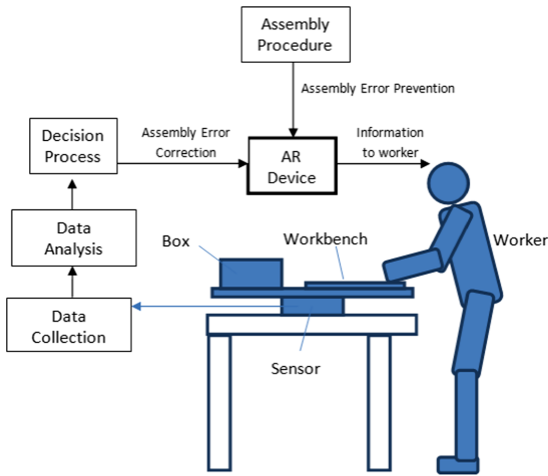 Assembly
Procedure
Assembly Error Prevention
Decision
Process
Assembly Error
Correction
AR
Device
Information
to worker
Data
Analysis
Box
Workbench
Worker
Data
Collection
Sensor